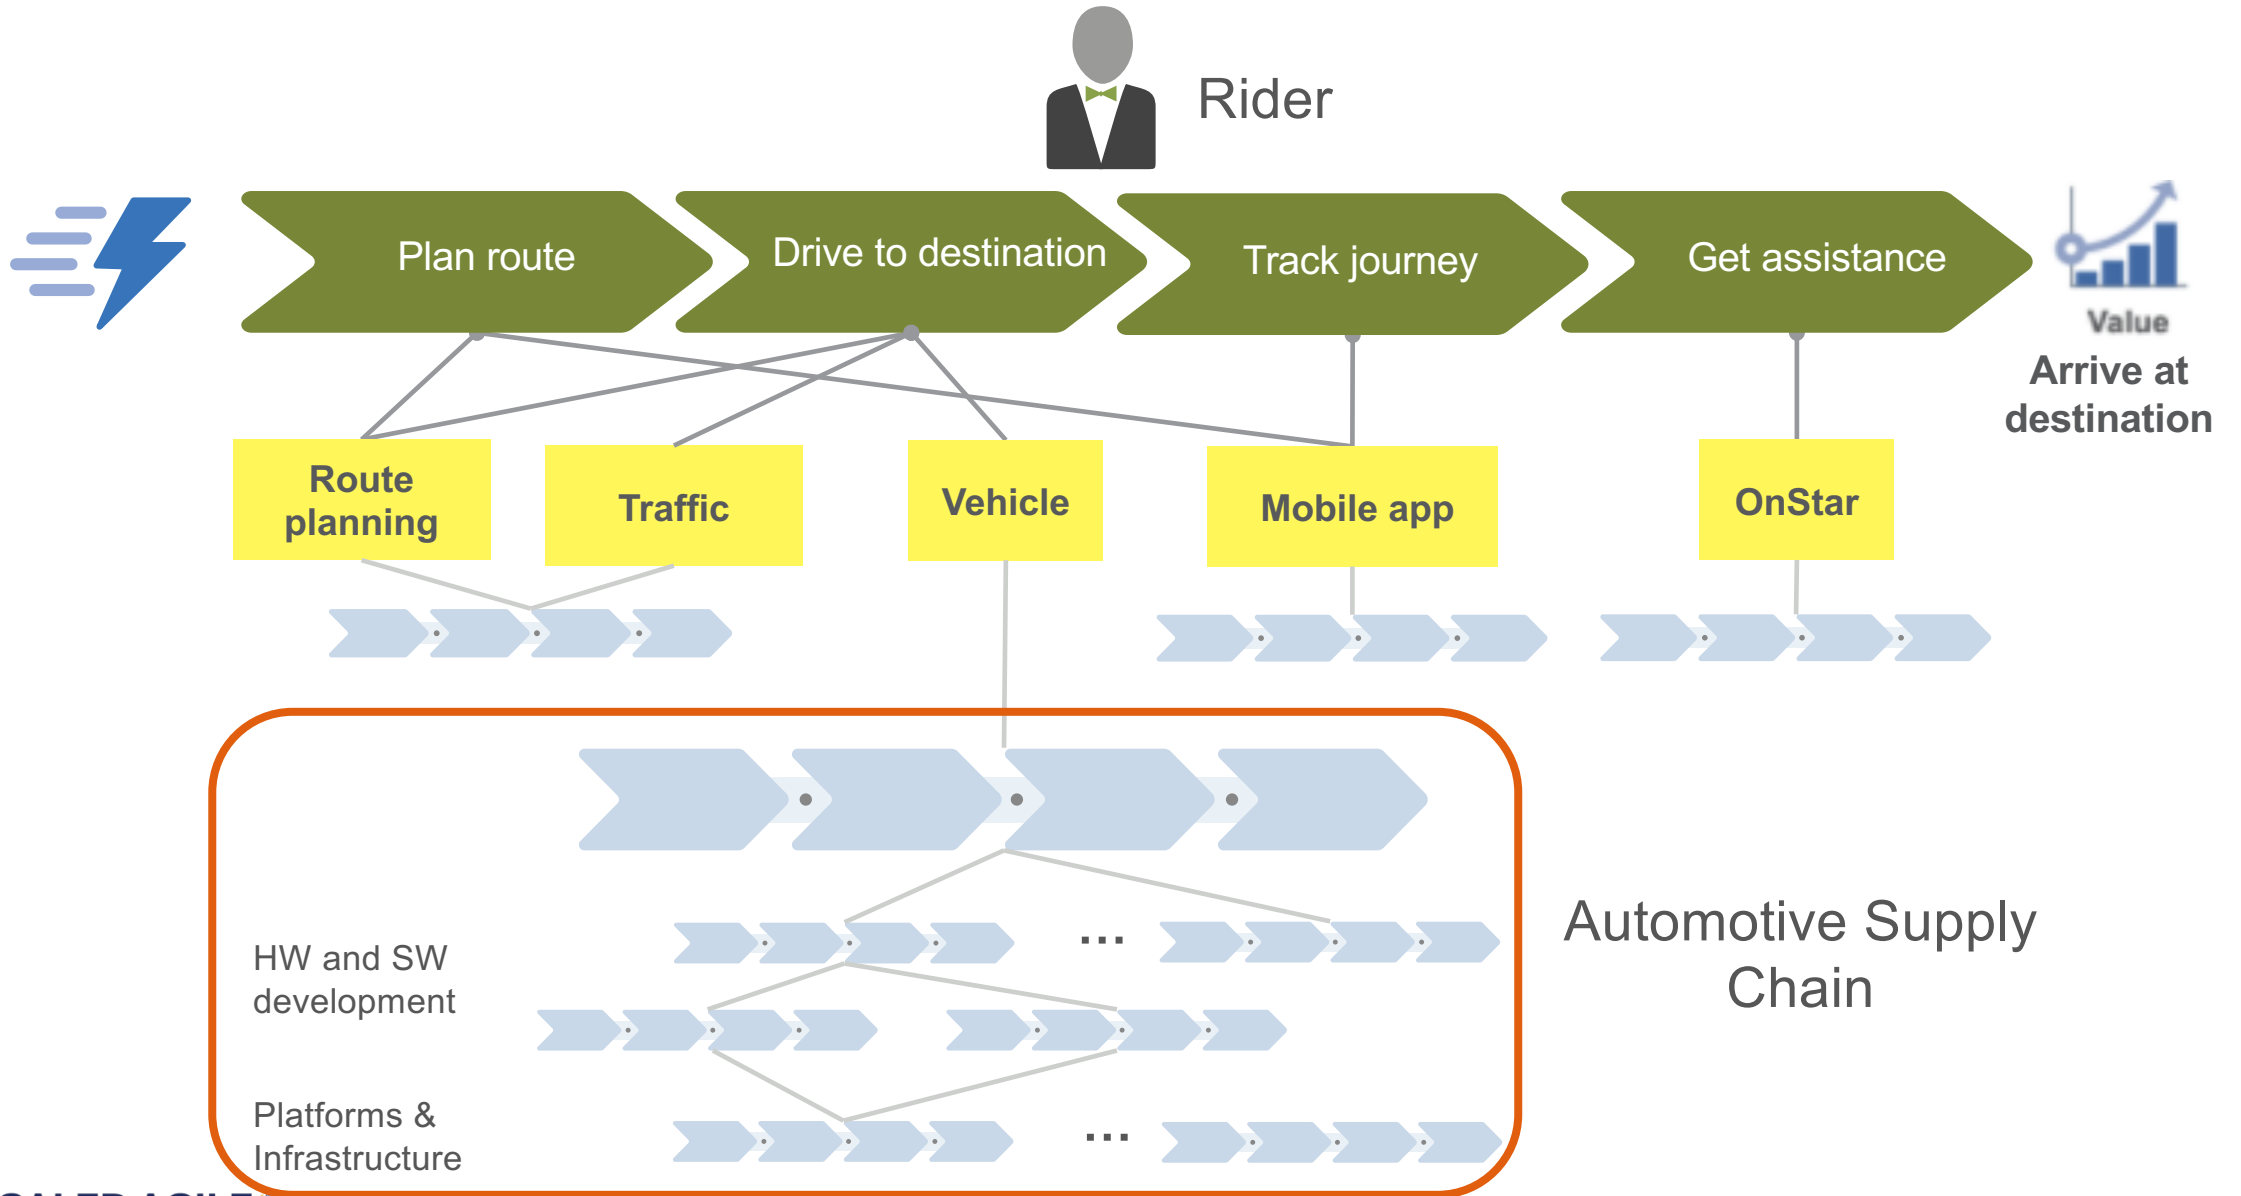 Rider
Plan route
Drive to destination
Track journey
Get assistance
Value
Arrive at
destination
Route
planning
Traffic
Vehicle
Mobile app
OnStar
HW and SW
development
...
Automotive Supply
Chain
Platforms &
Infrastructure
...